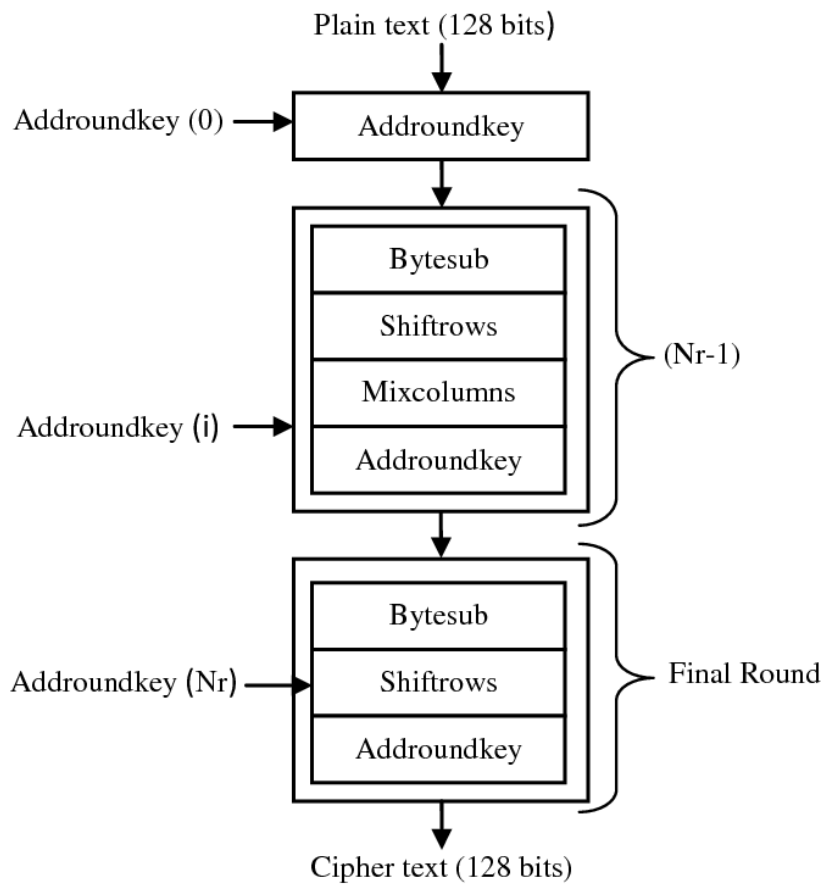 Plain text (128 bits)
Addroundkey (0)
Addroundkey
Bytesub
Shiftrows
Mixcolumns
Addroundkey
(Nr-1)
Addroundkey (i)
Bytesub
Shiftrows
Addroundkey
Final Round
Addroundkey (Nr)
Cipher text (128 bits)